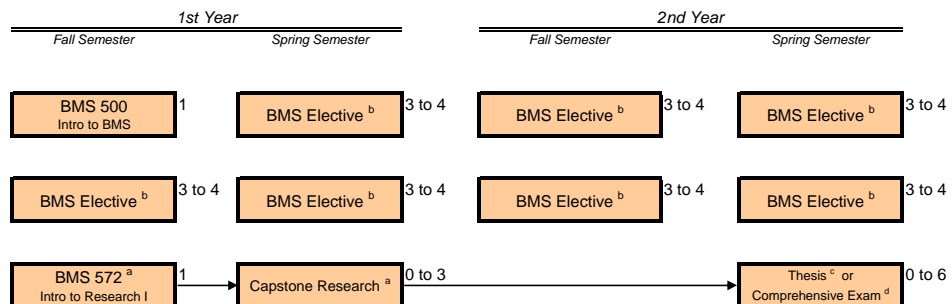 1st Year 2nd Year
Fall Semester Spring Semester Fall Semester Spring Semester
BMS 500 1
Intro to BMS
BMS Elective b 3 to 4
BMS Elective b 3 to 4
BMS Elective b 3 to 4
BMS Elective b 3 to 4
BMS Elective b 3 to 4
BMS Elective b 3 to 4
BMS Elective b 3 to 4
BMS 572 a 1
Intro to Research I
Capstone Research a 0 to 3
Thesis c or 0 to 6
Comprehensive Exam d